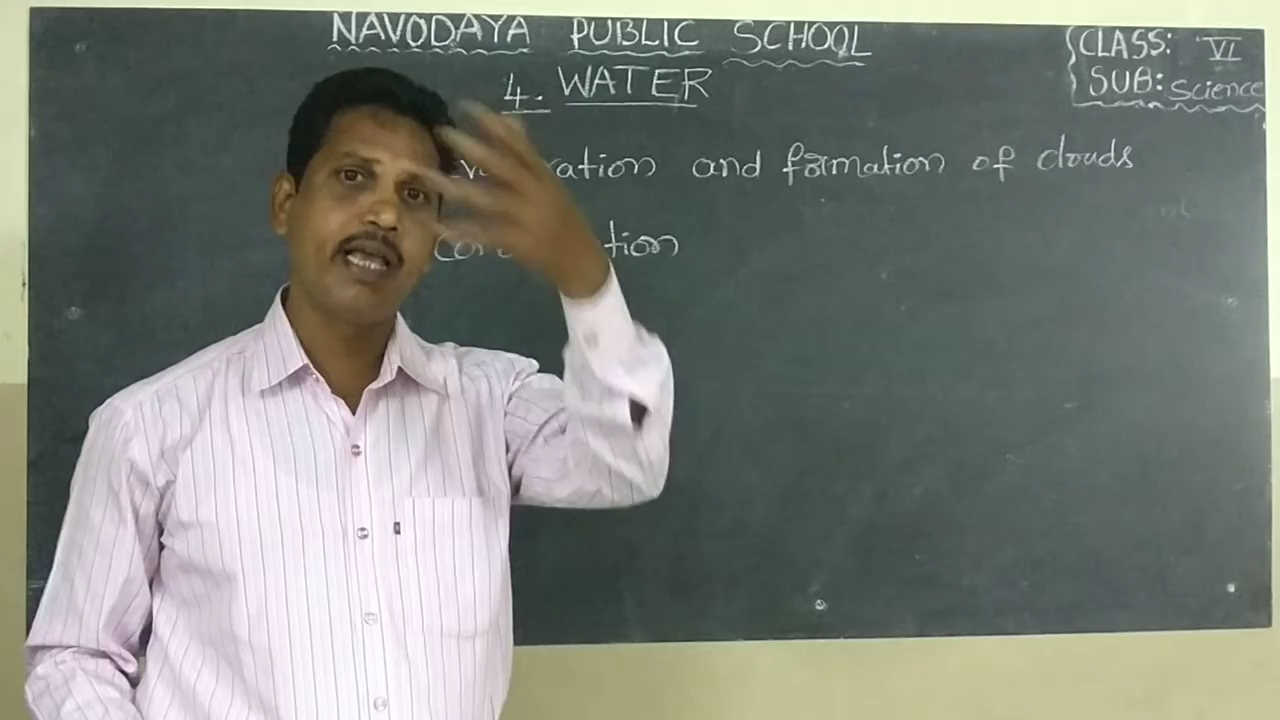 NAVODAYA PUBLIC SCHOOL
CLASS: VI
SUB: Science
4. WATER
and formation of clouds